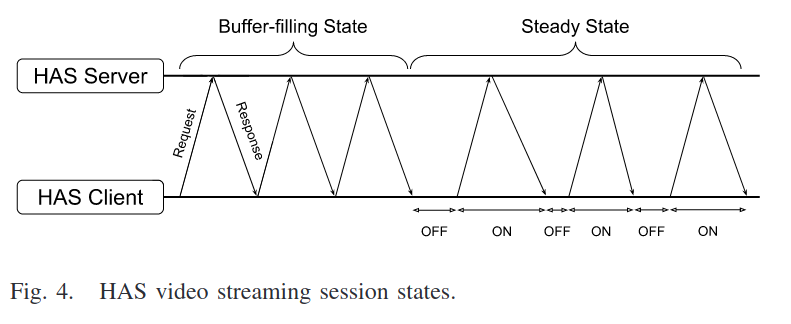 Buffer-filling State
Steady State
HAS Server
Request
Response
HAS Client
OFF
ON
OFF
ON
OFF
ON
Fig. 4. HAS video streaming session states.